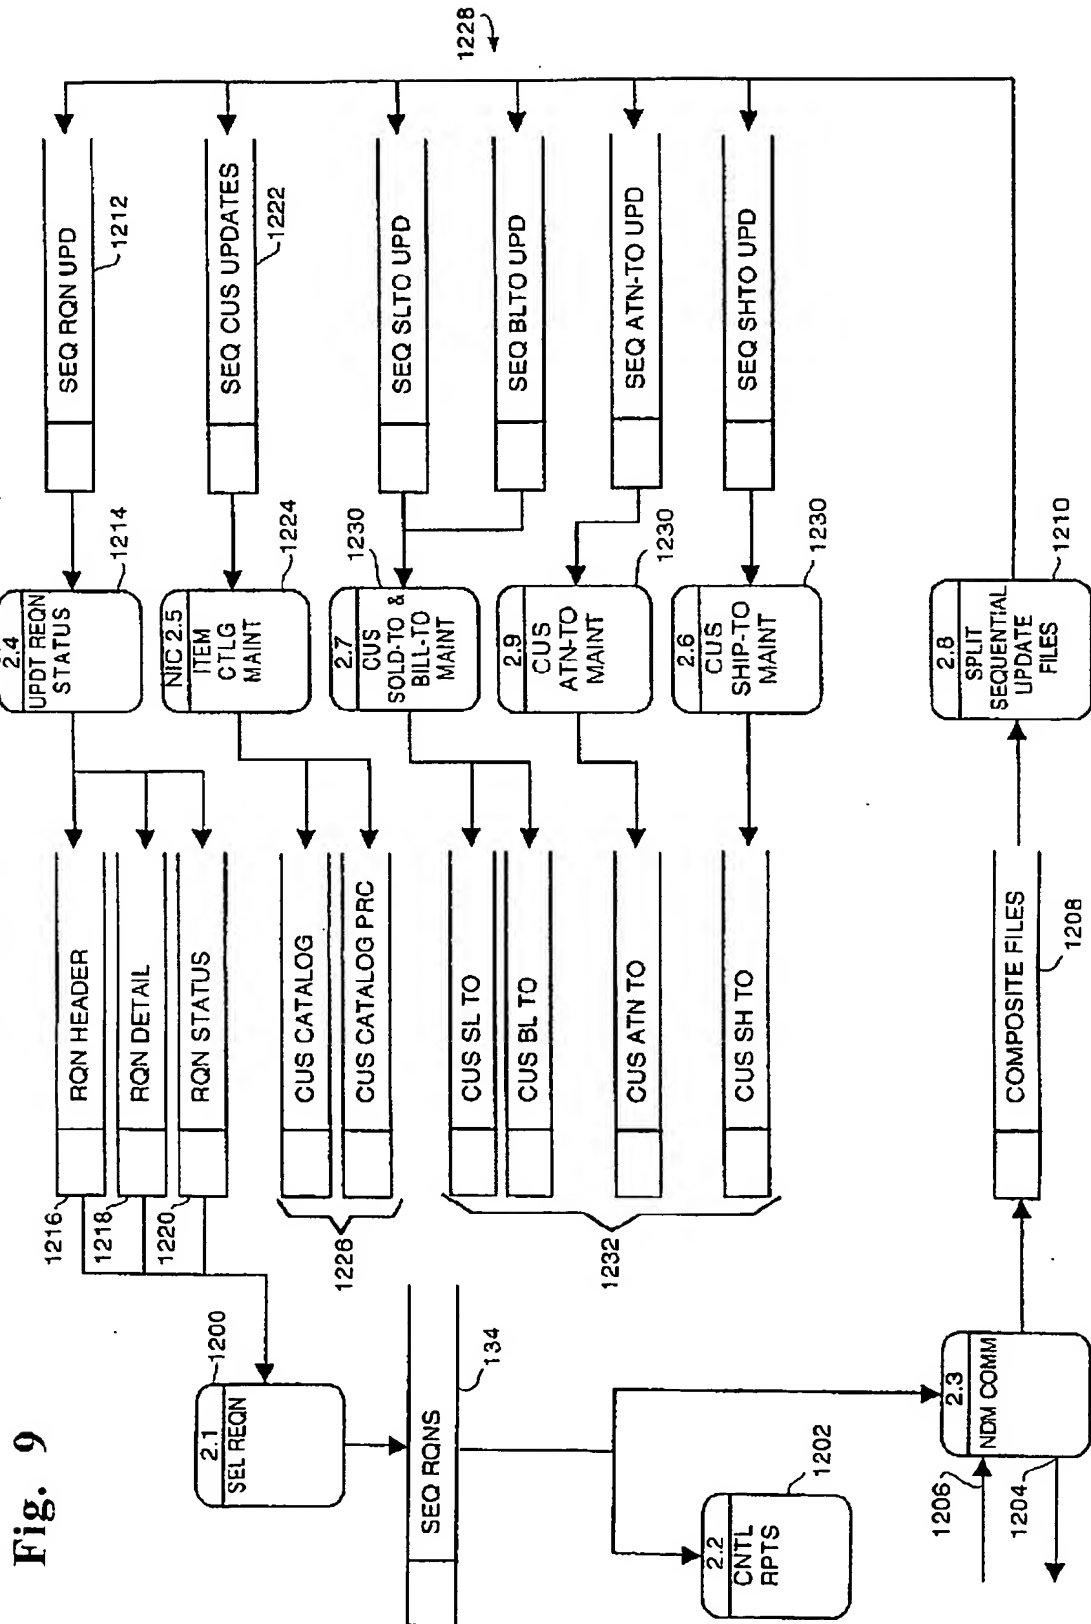 Fig. 9
2.1
SEL REQN
1200
SEQ RQNS
134
2.2
CNTL
RPTS
1202
2.3
NDM COMM
1206
1204
1216
1218
1220
RQN HEADER
RQN DETAIL
RQN STATUS
1226
CUS CATALOG
CUS CATALOG PRC
1232
CUS SL TO
CUS BL TO
CUS ATN TO
CUS SH TO
COMPOSITE FILES
1208
2.4
UPDT REQN
STATUS
1214
NIC 2.5
ITEM
CTLG
MAINT
1224
2.7
CUS
SOLD-TO &
BILL-TO
MAINT
1230
2.9
CUS
ATN-TO
MAINT
1230
2.6
CUS
SHIP-TO
MAINT
1230
2.8
SPLIT
SEQUENTIAL
UPDATE
FILES
1210
SEQ RQN UPD
1212
SEQ CUS UPDATES
1222
SEQ SLTO UPD
SEQ BLTO UPD
SEQ ATN-TO UPD
SEQ SHTO UPD
1228